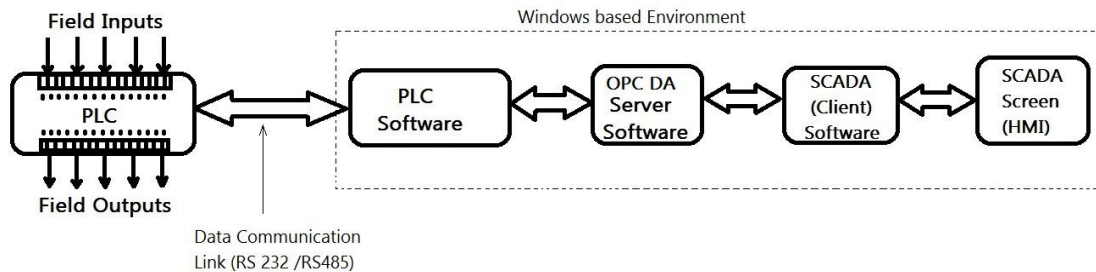 Field Inputs
Windows based Environment
PLC
Field Outputs
PLC
Software
OPC DA
Server
Software
SCADA
(Client)
Software
SCADA
Screen
(HMI)
Data Communication
Link (RS 232 /RS485)